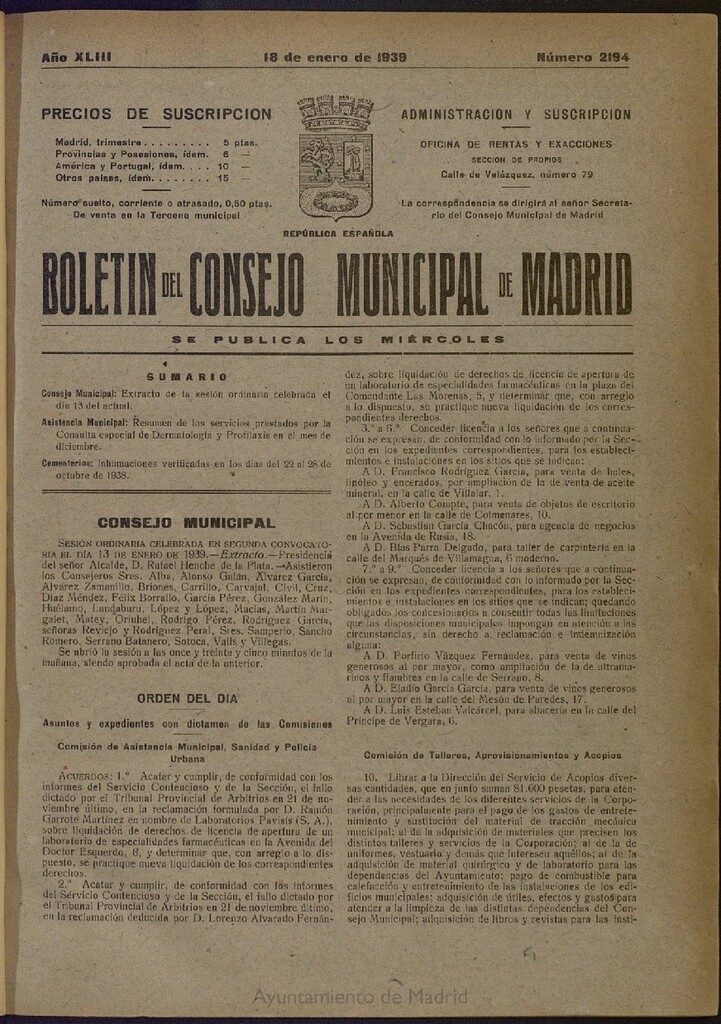 Año XLIII
18 de enero de 1939
Número 2194
PRECIOS DE SUSCRIPCION
Madrid, trimestre . . . . . . . . . 5 ptas.
Provincias y Posesiones, ídem. 6 —
América y Portugal, ídem. . . . 10 —
Otros países, ídem. . . . . . . . 15 —
Número suelto, corriente o atrasado, 0,50 ptas.
De venta en la Tercena municipal
REPÚBLICA ESPAÑOLA
ADMINISTRACION Y SUSCRIPCION
OFICINA DE RENTAS Y EXACCIONES
SECCION DE PROPIOS
Calle de Velázquez, número 79
La correspondencia se dirigirá al señor Secreta-
rio del Consejo Municipal de Madrid
BOLETIN DEL CONSEJO MUNICIPAL DE MADRID
SE PUBLICA LOS MIÉRCOLES
SUMARIO
Consejo Municipal: Extracto de la sesión ordinaria celebrada el
día 13 del actual.
Asistencia Municipal: Resumen de los servicios prestados por la
Consulta especial de Dermatología y Profilaxis en el mes de
diciembre.
Cementerios: Inhumaciones verificadas en los días del 22 al 28 de
octubre de 1938.
CONSEJO MUNICIPAL
SESIÓN ORDINARIA CELEBRADA EN SEGUNDA CONVOCATO-
RIA EL DÍA 13 DE ENERO DE 1939.—Extracto.—Presidencia
del señor Alcalde, D. Rafael Henche de la Plata.—Asistieron
los Consejeros Sres. Alba, Alonso Galán, Alvarez García,
Alvarez Zamanillo, Briones, Carrillo, Carvajal, Civil, Cruz,
Díaz Méndez, Félix Borrallo, García Pérez, González Marín,
Huélamo, Landaburu, López y López, Macías, Martín Mar-
galet, Matey, Orihuel, Rodrigo Pérez, Rodríguez García,
señoras Reviejo y Rodríguez Peral, Sres. Samperio, Sancho
Romero, Serrano Batanero, Sotoca, Valls y Villegas.
Se abrió la sesión a las once y treinta y cinco minutos de la
mañana, siendo aprobada el acta de la anterior.
ORDEN DEL DIA
Asuntos y expedientes con dictamen de las Comisiones
Comisión de Asistencia Municipal, Sanidad y Policía
Urbana
ACUERDOS: 1.º Acatar y cumplir, de conformidad con los
informes del Servicio Contencioso y de la Sección, el fallo
dictado por el Tribunal Provincial de Arbitrios en 21 de no-
viembre último, en la reclamación formulada por D. Ramón
Garrote Martínez en nombre de Laboratorios Pavisís (S. A.),
sobre liquidación de derechos de licencia de apertura de un
laboratorio de especialidades farmacéuticas en la Avenida del
Doctor Esquerdo, 6, y determinar que, con arreglo a lo dis-
puesto, se practique nueva liquidación de los correspondientes
derechos.
2.º Acatar y cumplir, de conformidad con los informes
del Servicio Contencioso y de la Sección, el fallo dictado por
el Tribunal Provincial de Arbitrios en 21 de noviembre último,
en la reclamación deducida por D. Lorenzo Alvarado Fernán-
dez, sobre liquidación de derechos de licencia de apertura de
un laboratorio de especialidades farmacéuticas en la plaza del
Comandante Las Morenas, 5, y determinar que, con arreglo
a lo dispuesto, se practique nueva liquidación de los corres-
pondientes derechos.
3.º a 6.º Conceder licencia a los señores que a continua-
ción se expresan, de conformidad con lo informado por la Sec-
ción en los expedientes correspondientes, para los estableci-
mientos e instalaciones en los sitios que se indican:
A D. Francisco Rodríguez García, para venta de hules,
linóleo y encerados, por ampliación de la de venta de aceite
mineral, en la calle de Villalar, 1.
A D. Alberto Compte, para venta de objetos de escritorio
al por menor en la calle de Colmenares, 10.
A D. Sebastián García Chacón, para agencia de negocios
en la Avenida de Rusia, 18.
A D. Blas Parra Delgado, para taller de carpintería en la
calle del Marqués de Villamagna, 6 moderno.
7.º a 9.º Conceder licencia a los señores que a continua-
ción se expresan, de conformidad con lo informado por la Sec-
ción en los expedientes correspondientes, para los estableci-
mientos e instalaciones en los sitios que se indican; quedando
obligados los concesionarios a consentir todas las limitaciones
que las disposiciones municipales impongan en atención a las
circunstancias, sin derecho a reclamación e indemnización
alguna:
A D. Porfirio Vázquez Fernández, para venta de vinos
generosos al por mayor, como ampliación de la de ultrama-
rinos y fiambres en la calle de Serrano, 8.
A D. Eladio García García, para venta de vinos generosos
al por mayor en la calle del Mesón de Paredes, 17.
A D. Luis Esteban Valcárcel, para abacería en la calle del
Príncipe de Vergara, 6.
Comisión de Talleres, Aprovisionamientos y Acopios
10. Librar a la Dirección del Servicio de Acopios diver-
sas cantidades, que en junto suman 81.000 pesetas, para aten-
der a las necesidades de los diferentes servicios de la Corpo-
ración, principalmente para el pago de los gastos de entrete-
nimiento y sustitución del material de tracción mecánica
municipal; al de la adquisición de materiales que precisen los
distintos talleres y servicios de la Corporación; al de la de
uniformes, vestuario y demás que interesen aquéllos; al de la
adquisición de material quirúrgico y de laboratorio para las
dependencias del Ayuntamiento; pago de combustible para
calefacción y entretenimiento de las instalaciones de los edi-
ficios municipales; adquisición de útiles, efectos y gastos para
atender a la limpieza de las distintas dependencias del Con-
sejo Municipal; adquisición de libros y revistas para las insti-
Ayuntamiento de Madrid